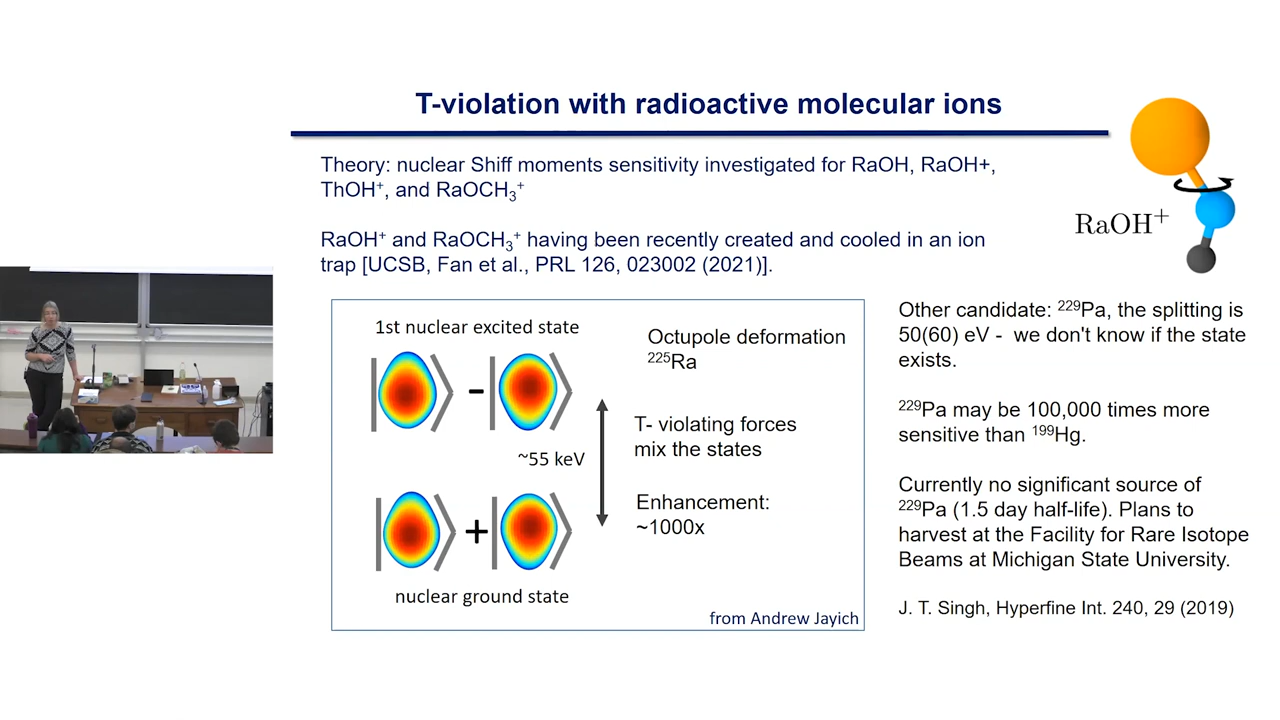 T-violation with radioactive molecular ions
Theory: nuclear Shiff moments sensitivity investigated for RaOH, RaOH+,
ThOH⁺, and RaOCH₃⁺
RaOH⁺ and RaOCH₃⁺ having been recently created and cooled in an ion
trap [UCSB, Fan et al., PRL 126, 023002 (2021)].
RaOH⁺
1st nuclear excited state
-
~55 keV
+
nuclear ground state
Octupole deformation
²²⁵Ra
T- violating forces
mix the states
Enhancement:
~1000x
from Andrew Jayich
Other candidate: ²²⁹Pa, the splitting is
50(60) eV - we don't know if the state
exists.
²²⁹Pa may be 100,000 times more
sensitive than ¹⁹⁹Hg.
Currently no significant source of
²²⁹Pa (1.5 day half-life). Plans to
harvest at the Facility for Rare Isotope
Beams at Michigan State University.
J. T. Singh, Hyperfine Int. 240, 29 (2019)